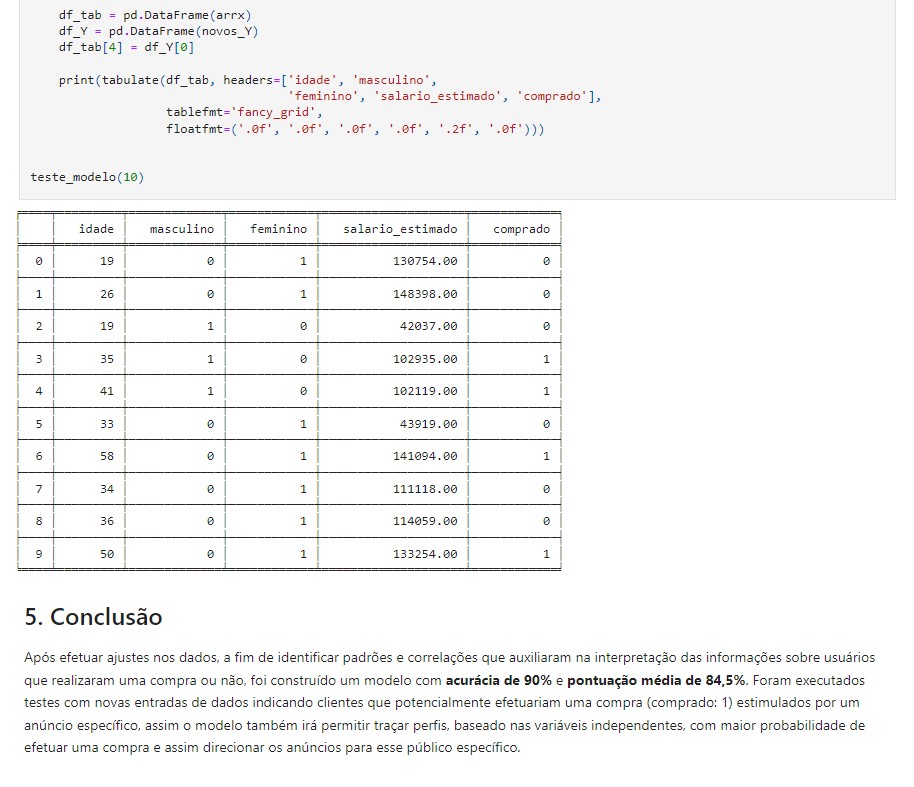 df_tab = pd.DataFrame(arrx)
df_Y = pd.DataFrame(novos_Y)
df_tab[4] = df_Y[0]
print(tabulate(df_tab, headers=['idade', 'masculino',
'feminino', 'salario_estimado', 'comprado'],
tablefmt='fancy_grid',
floatfmt=('.0f', '.0f', '.0f', '.0f', '.2f', '.0f')))
teste_modelo(10)
idade masculino feminino salario_estimado comprado
0 19 0 1 130754.00 0
1 26 0 1 148398.00 0
2 19 1 0 42037.00 0
3 35 1 0 102935.00 1
4 41 1 0 102119.00 1
5 33 0 1 43919.00 0
6 58 0 1 141094.00 1
7 34 0 1 111118.00 0
8 36 0 1 114059.00 0
9 50 0 1 133254.00 1
5. Conclusão
Após efetuar ajustes nos dados, a fim de identificar padrões e correlações que auxiliaram na interpretação das informações sobre usuários
que realizaram uma compra ou não, foi construído um modelo com acurácia de 90% e pontuação média de 84,5%. Foram executados
testes com novas entradas de dados indicando clientes que potencialmente efetuariam uma compra (comprado: 1) estimulados por um
anúncio específico, assim o modelo também irá permitir traçar perfis, baseado nas variáveis independentes, com maior probabilidade de
efetuar uma compra e assim direcionar os anúncios para esse público específico.